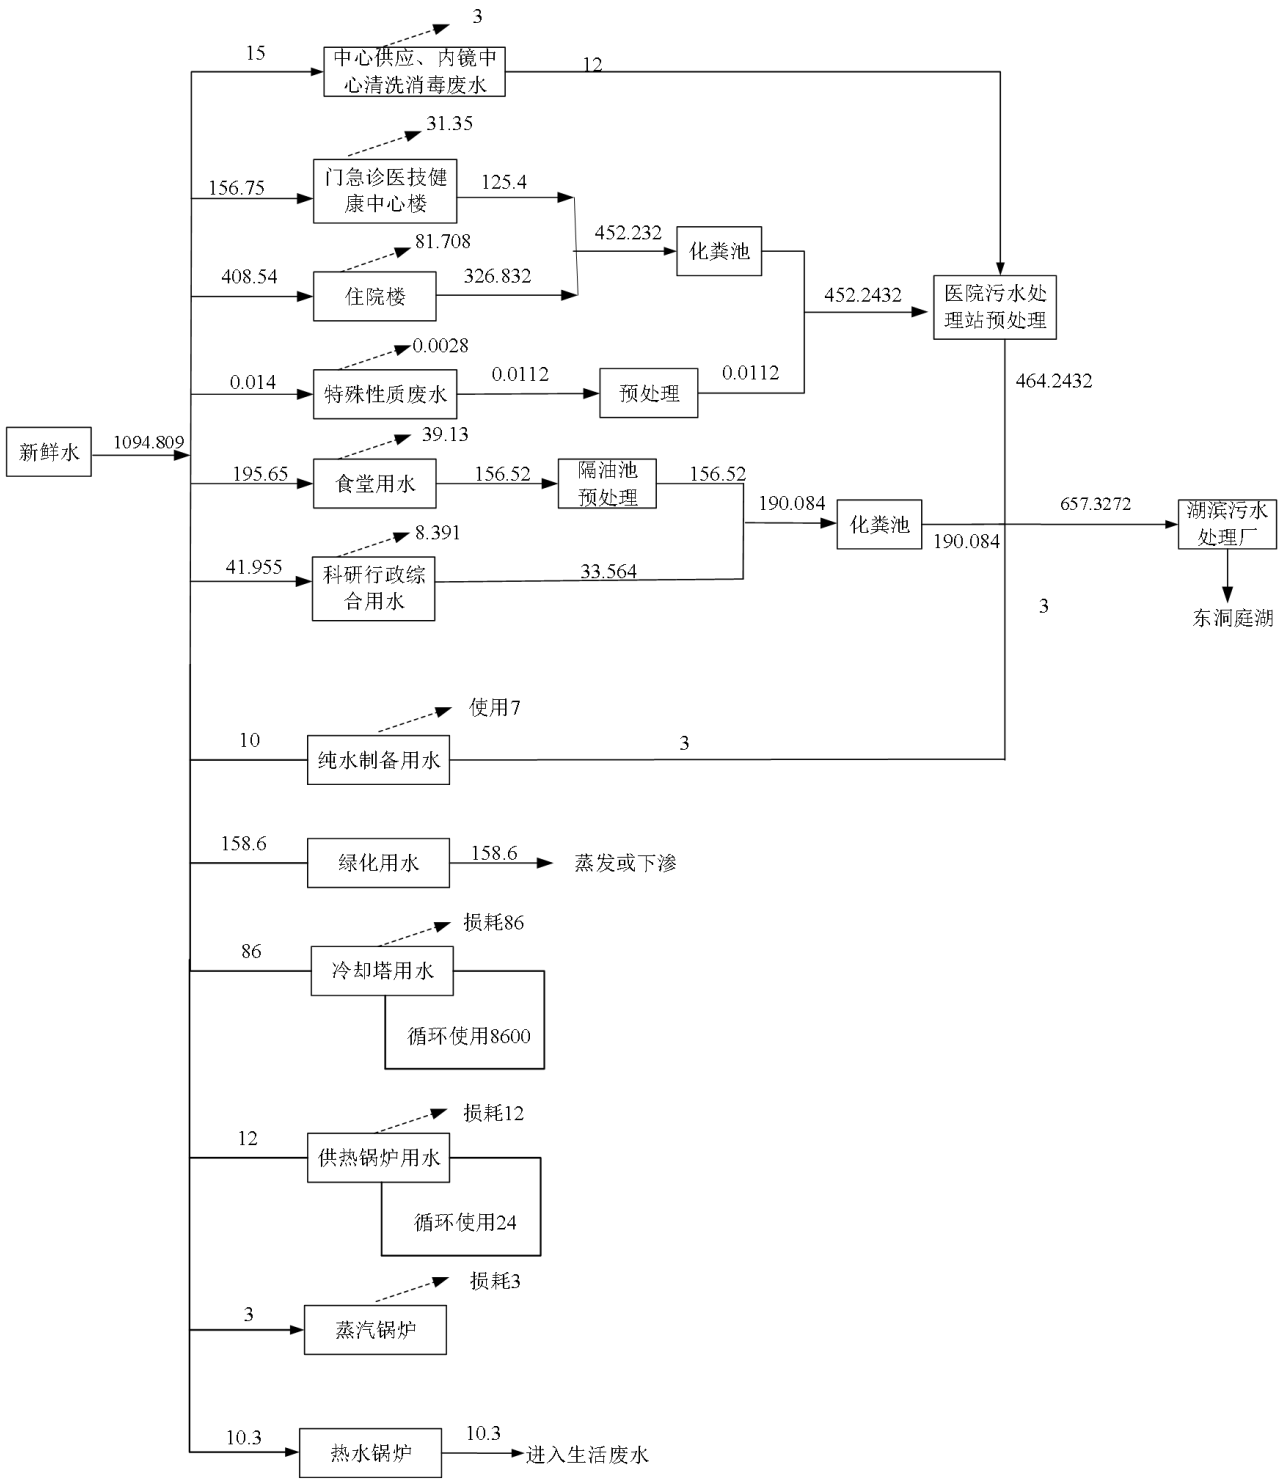 3
15
中心供应、内镜中
心清洗消毒废水
12
31.35
156.75
门急诊医技健
康中心楼
125.4
81.708
408.54
住院楼
326.832
452.232
化粪池
452.2432
医院污水处
理站预处理
0.0028
0.014
特殊性质废水
0.0112
预处理
0.0112
464.2432
新鲜水
1094.809
39.13
195.65
食堂用水
156.52
隔油池
预处理
156.52
190.084
化粪池
190.084
657.3272
湖滨污水
处理厂
东洞庭湖
8.391
41.955
科研行政综
合用水
33.564
3
使用7
10
纯水制备用水
3
158.6
绿化用水
158.6
蒸发或下渗
损耗86
86
冷却塔用水
循环使用8600
损耗12
12
供热锅炉用水
循环使用24
损耗3
3
蒸汽锅炉
10.3
热水锅炉
10.3
进入生活废水